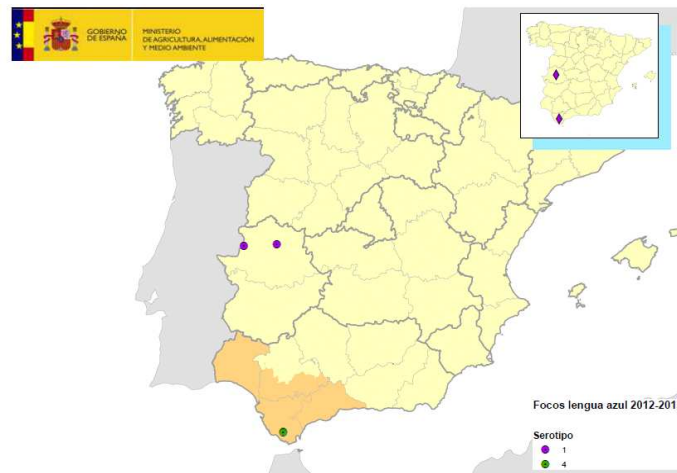 GOBIERNO
DE ESPAÑA
MINISTERIO
DE AGRICULTURA, ALIMENTACIÓN
Y MEDIO AMBIENTE
Focos lengua azul 2012-201
Serotipo
1
4